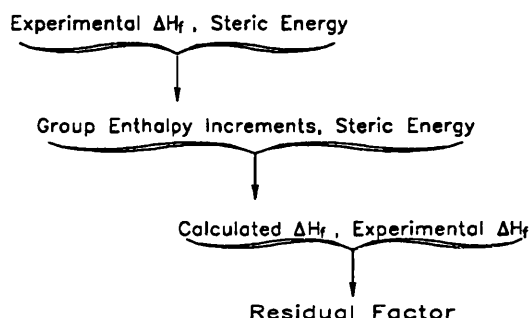 Experimental ΔHf , Steric Energy
Group Enthalpy Increments, Steric Energy
Calculated ΔHf , Experimental ΔHf
Residual Factor